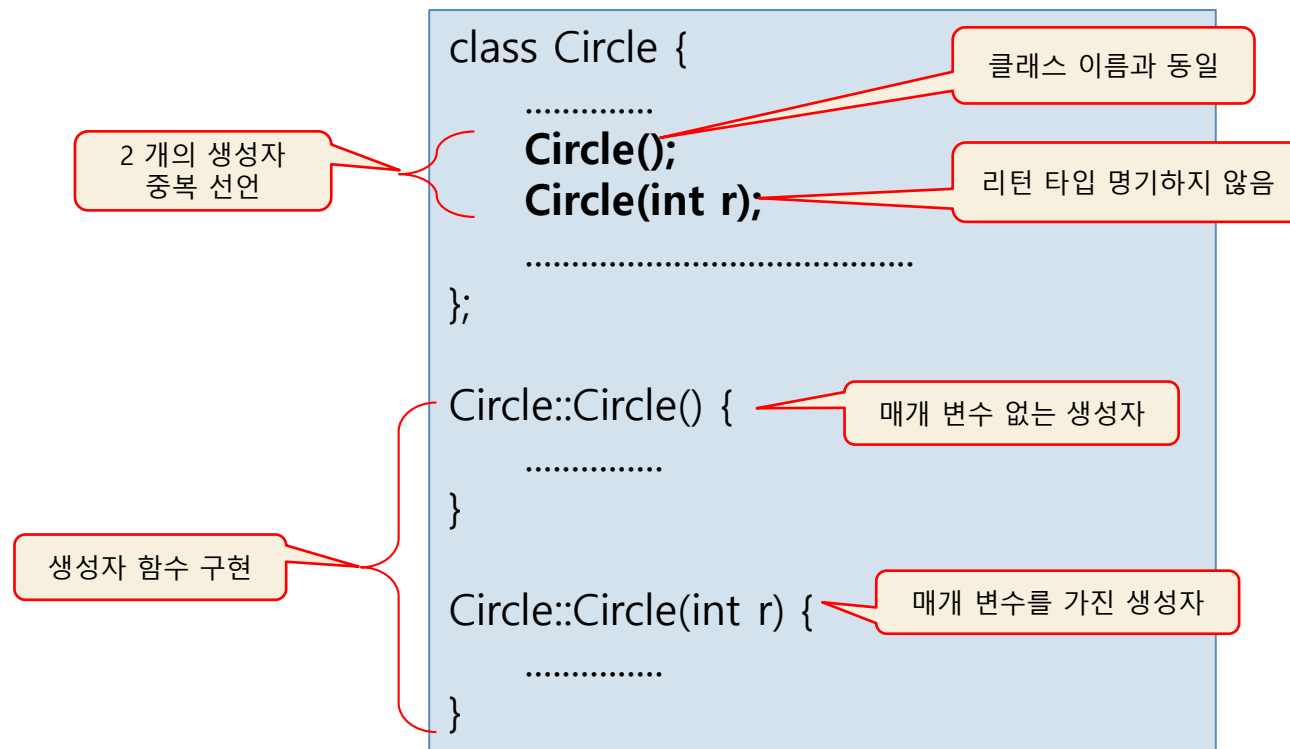 class Circle {
클래스 이름과 동일
..............
2 개의 생성자
중복 선언
Circle();
Circle(int r);
리턴 타입 명기하지 않음
..........................................
};
Circle::Circle() {
매개 변수 없는 생성자
...............
}
생성자 함수 구현
Circle::Circle(int r) {
매개 변수를 가진 생성자
...............
}